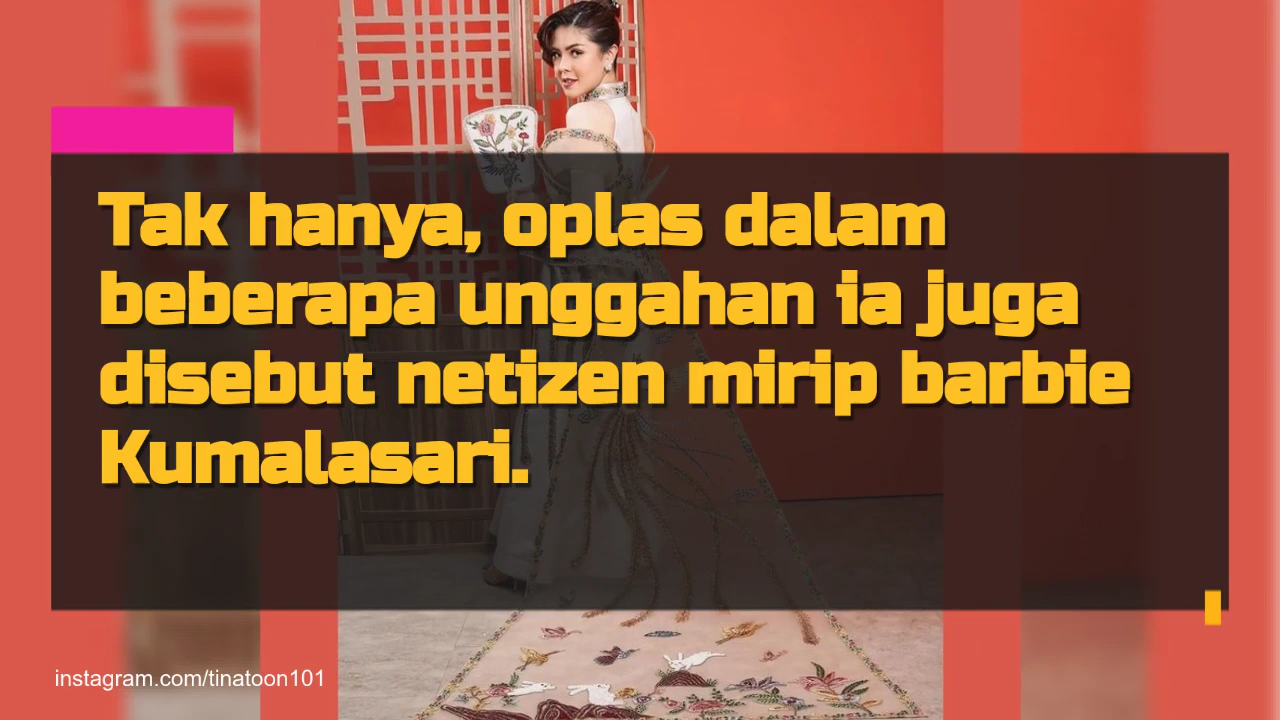 Tak hanya, oplas dalam
beberapa unggahan ia juga
disebut netizen mirip barbie
Kumalasari.
instagram.com/tinatoon101